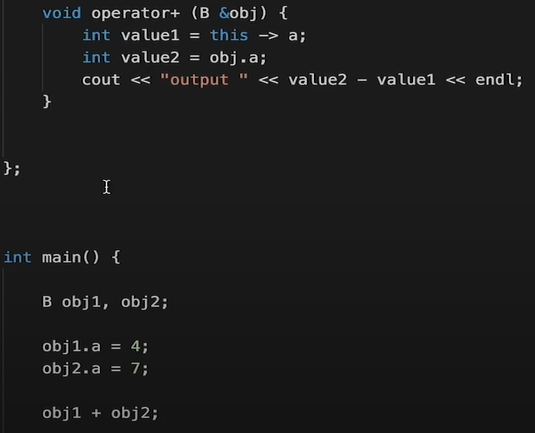 void operator+ (B &obj) {
int value1 = this -> a;
int value2 = obj.a;
cout << "output " << value2 - value1 << endl;
}
};
int main() {
B obj1, obj2;
obj1.a = 4;
obj2.a = 7;
obj1 + obj2;